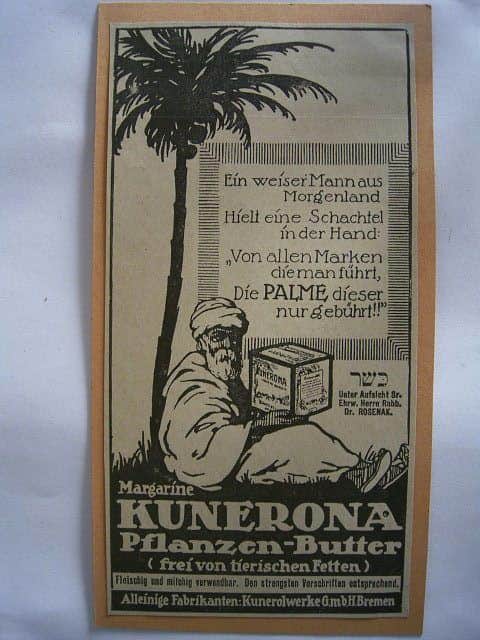 Ein weiser Mann aus
Morgenland
Hielt eine Schachtel
in der Hand:
„Von allen Marken
die man führt,
Die PALME, dieser
nur gebührt!!"
KUNERONA
כשר
Unter Aufsicht Sr.
Ehrw. Herrn Rabb.
Dr. ROSENAK.
Margarine
KUNERONA
Pflanzen-Butter
( frei von tierischen Fetten )
Fleischig und milchig verwendbar. Den strengsten Vorschriften entsprechend.
Alleinige Fabrikanten: Kunerolwerke G.m.b.H. Bremen